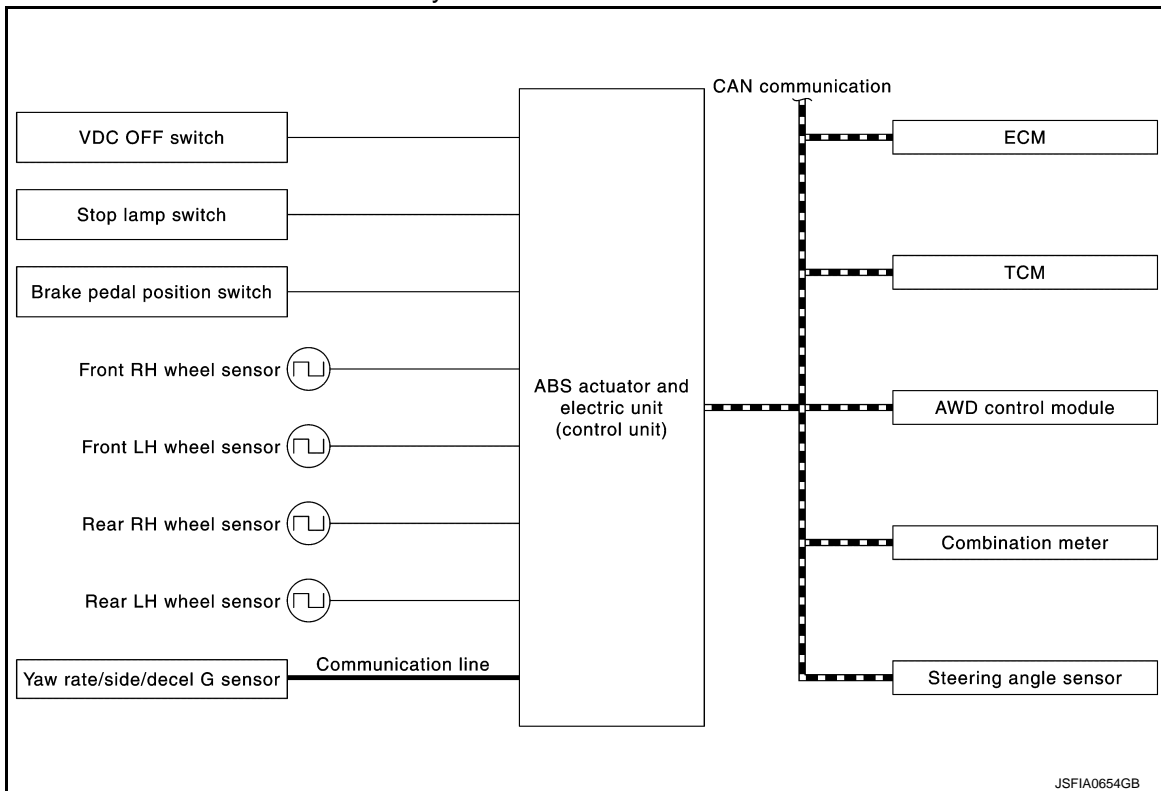 CAN communication
VDC OFF switch
Stop lamp switch
Brake pedal position switch
Front RH wheel sensor
Front LH wheel sensor
Rear RH wheel sensor
Rear LH wheel sensor
Yaw rate/side/decel G sensor
Communication line
ABS actuator and
electric unit
(control unit)
ECM
TCM
AWD control module
Combination meter
Steering angle sensor
JSFIA0654GB